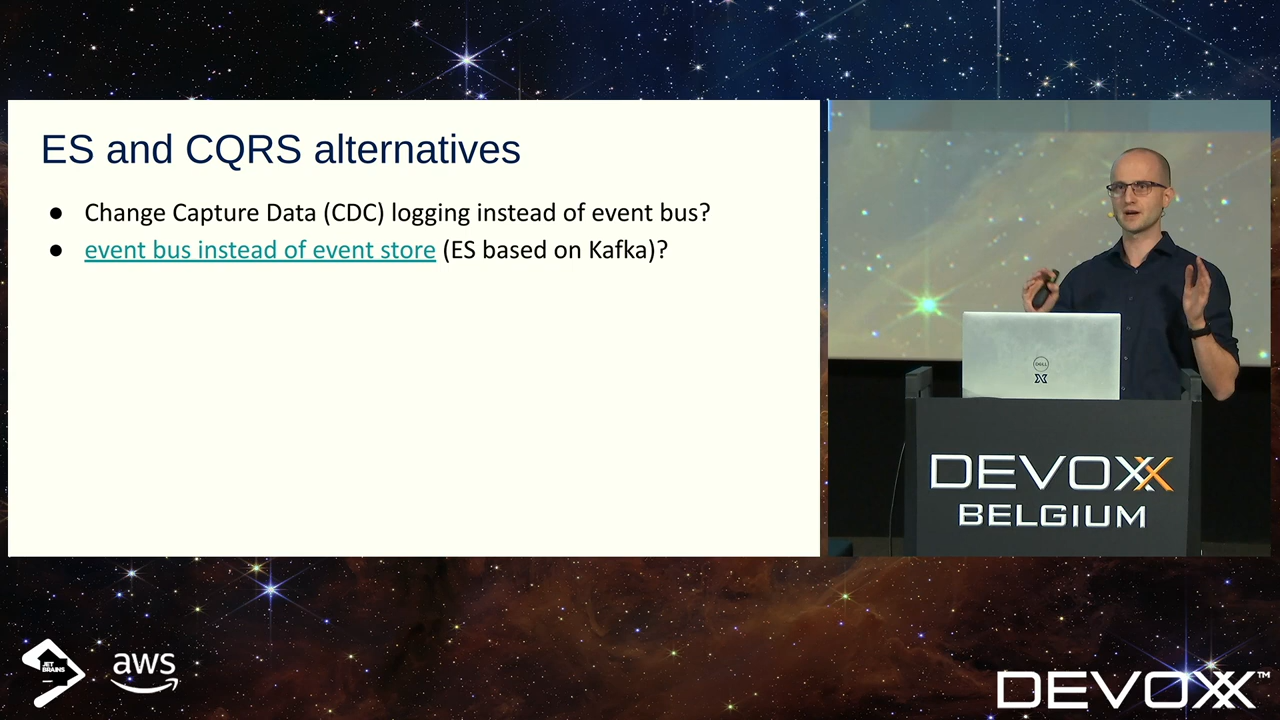 ES and CQRS alternatives
● Change Capture Data (CDC) logging instead of event bus?
● event bus instead of event store (ES based on Kafka)?
DELL
DEVOXX
BELGIUM
JET
BRAINS
aws
DEVOXX™